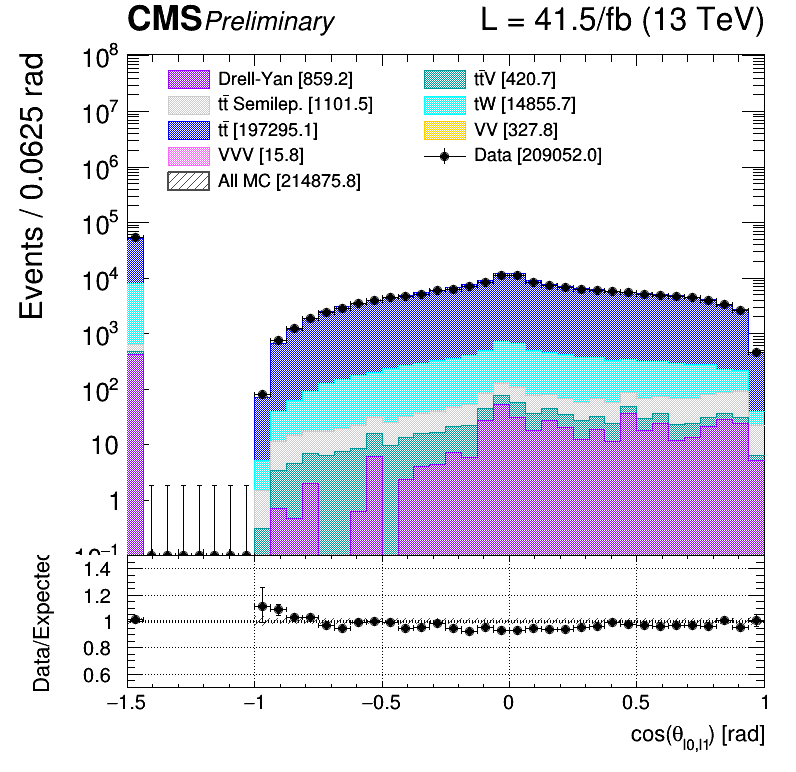 CMS Preliminary L = 41.5/fb (13 TeV)
Events / 0.0625 rad
10⁸
10⁷
10⁶
10⁵
10⁴
10³
10²
10
1
10⁻¹
Drell-Yan [859.2]
tt̄ Semilep. [1101.5]
tt̄ [197295.1]
VVV [15.8]
All MC [214875.8]
tt̄V [420.7]
tW [14855.7]
VV [327.8]
Data [209052.0]
Data/Expected
1.4
1.2
1
0.8
0.6
−1.5 −1 −0.5 0 0.5 1
cos(θ_l0,l1) [rad]